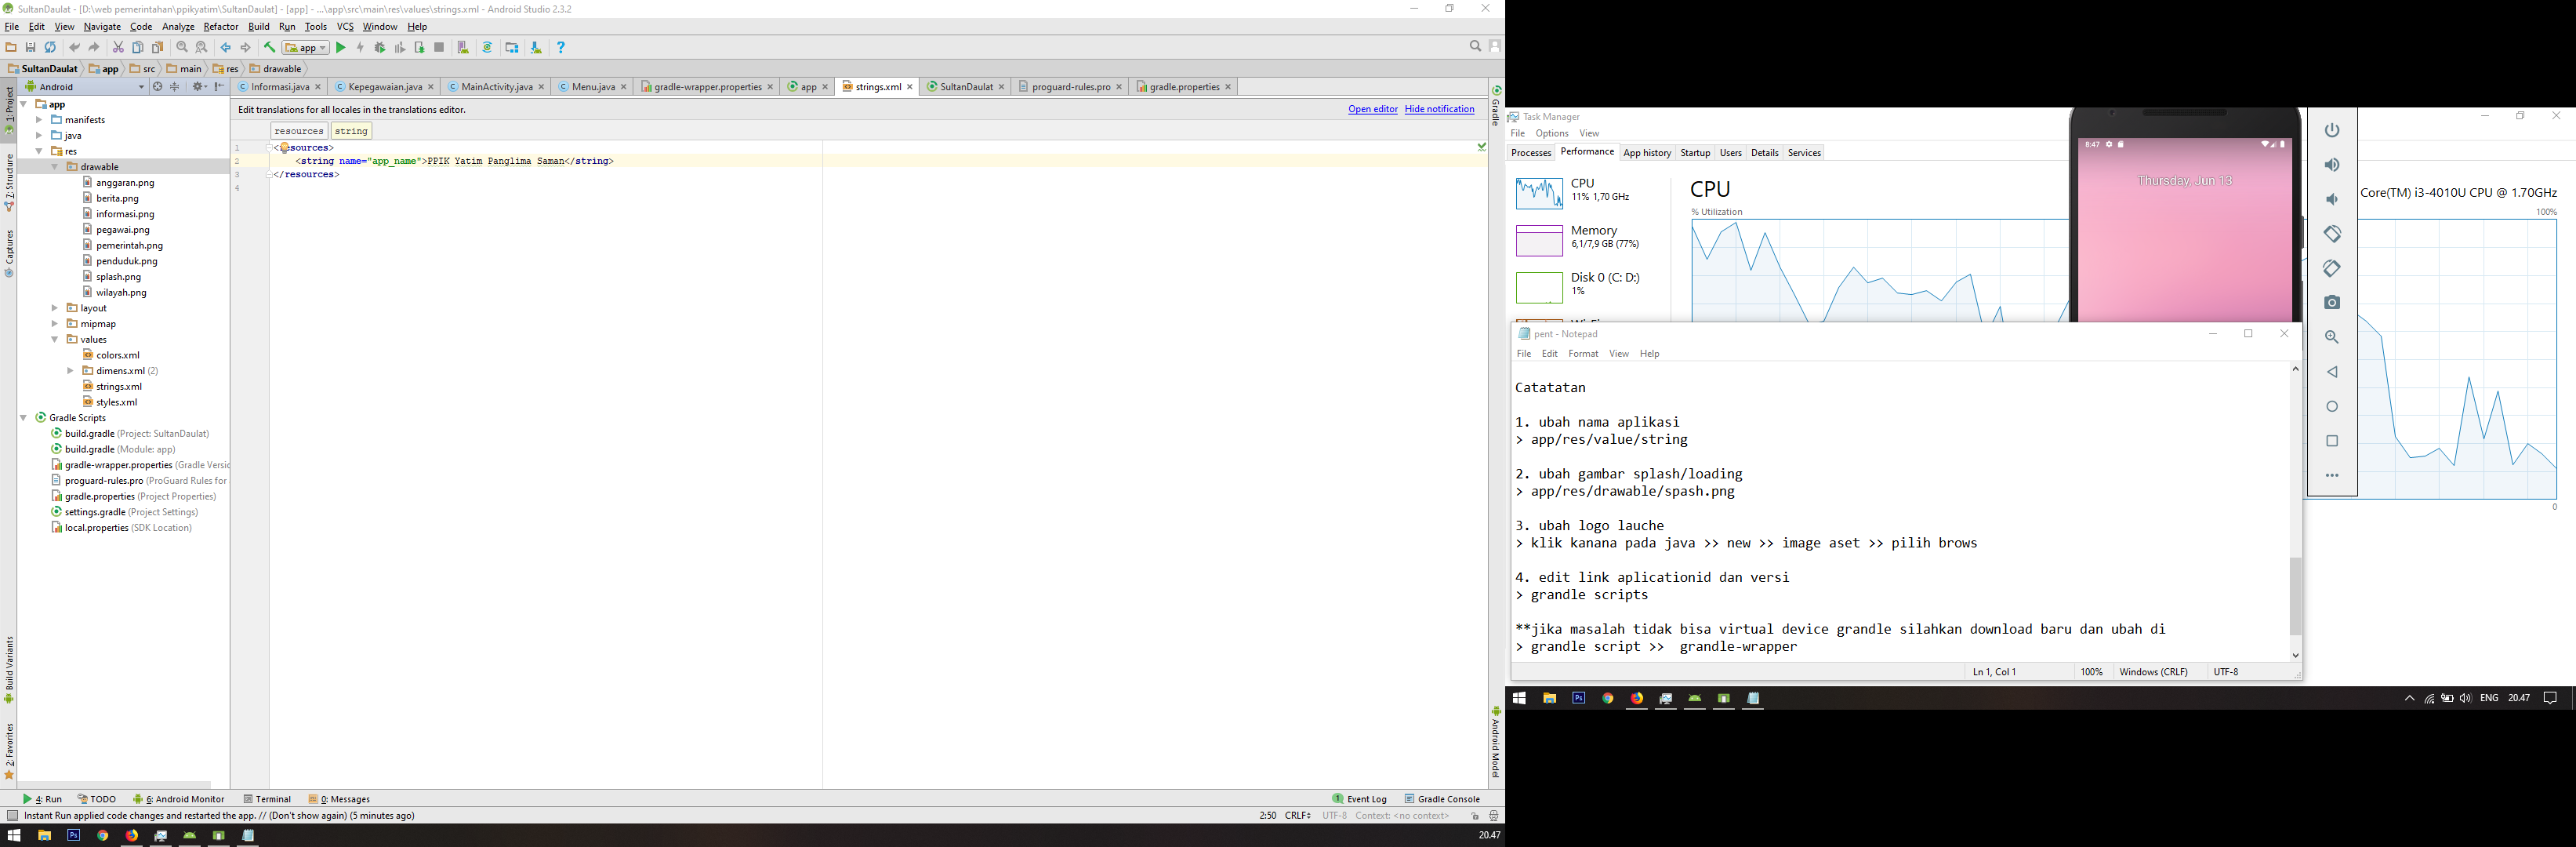 SultanDaulat - [D:\web pemerintahan\ppikyatim\SultanDaulat] - [app] - ...\app\src\main\res\values\strings.xml - Android Studio 2.3.2
File Edit View Navigate Code Analyze Refactor Build Run Tools VCS Window Help
app
SultanDaulat app src main res drawable
Android
Informasi.java Kepegawaian.java MainActivity.java Menu.java gradle-wrapper.properties app strings.xml SultanDaulat proguard-rules.pro gradle.properties
Edit translations for all locales in the translations editor. Open editor Hide notification
resources string
1 <resources>
2 <string name="app_name">PPIK Yatim Panglima Saman</string>
3 </resources>
4
1: Project
7: Structure
Captures
Build Variants
2: Favorites
app
manifests
java
res
drawable
anggaran.png
berita.png
informasi.png
pegawai.png
pemerintah.png
penduduk.png
splash.png
wilayah.png
layout
mipmap
values
colors.xml
dimens.xml (2)
strings.xml
styles.xml
Gradle Scripts
build.gradle (Project: SultanDaulat)
build.gradle (Module: app)
gradle-wrapper.properties (Gradle Versi
proguard-rules.pro (ProGuard Rules for
gradle.properties (Project Properties)
settings.gradle (Project Settings)
local.properties (SDK Location)
Gradle
Android Model
4: Run TODO 6: Android Monitor Terminal 0: Messages 1 Event Log Gradle Console
Instant Run applied code changes and restarted the app. // (Don't show again) (5 minutes ago) 2:50 CRLF UTF-8 Context: <no context>
20.47
Task Manager
File Options View
Processes Performance App history Startup Users Details Services
CPU
11% 1,70 GHz
Memory
6,1/7,9 GB (77%)
Disk 0 (C: D:)
1%
CPU
Core(TM) i3-4010U CPU @ 1.70GHz
% Utilization 100%
0
8:47
Thursday, Jun 13
pent - Notepad
File Edit Format View Help
Catatatan
1. ubah nama aplikasi
> app/res/value/string
2. ubah gambar splash/loading
> app/res/drawable/spash.png
3. ubah logo lauche
> klik kanana pada java >> new >> image aset >> pilih brows
4. edit link aplicationid dan versi
> grandle scripts
**jika masalah tidak bisa virtual device grandle silahkan download baru dan ubah di
> grandle script >>  grandle-wrapper
Ln 1, Col 1 100% Windows (CRLF) UTF-8
ENG 20.47